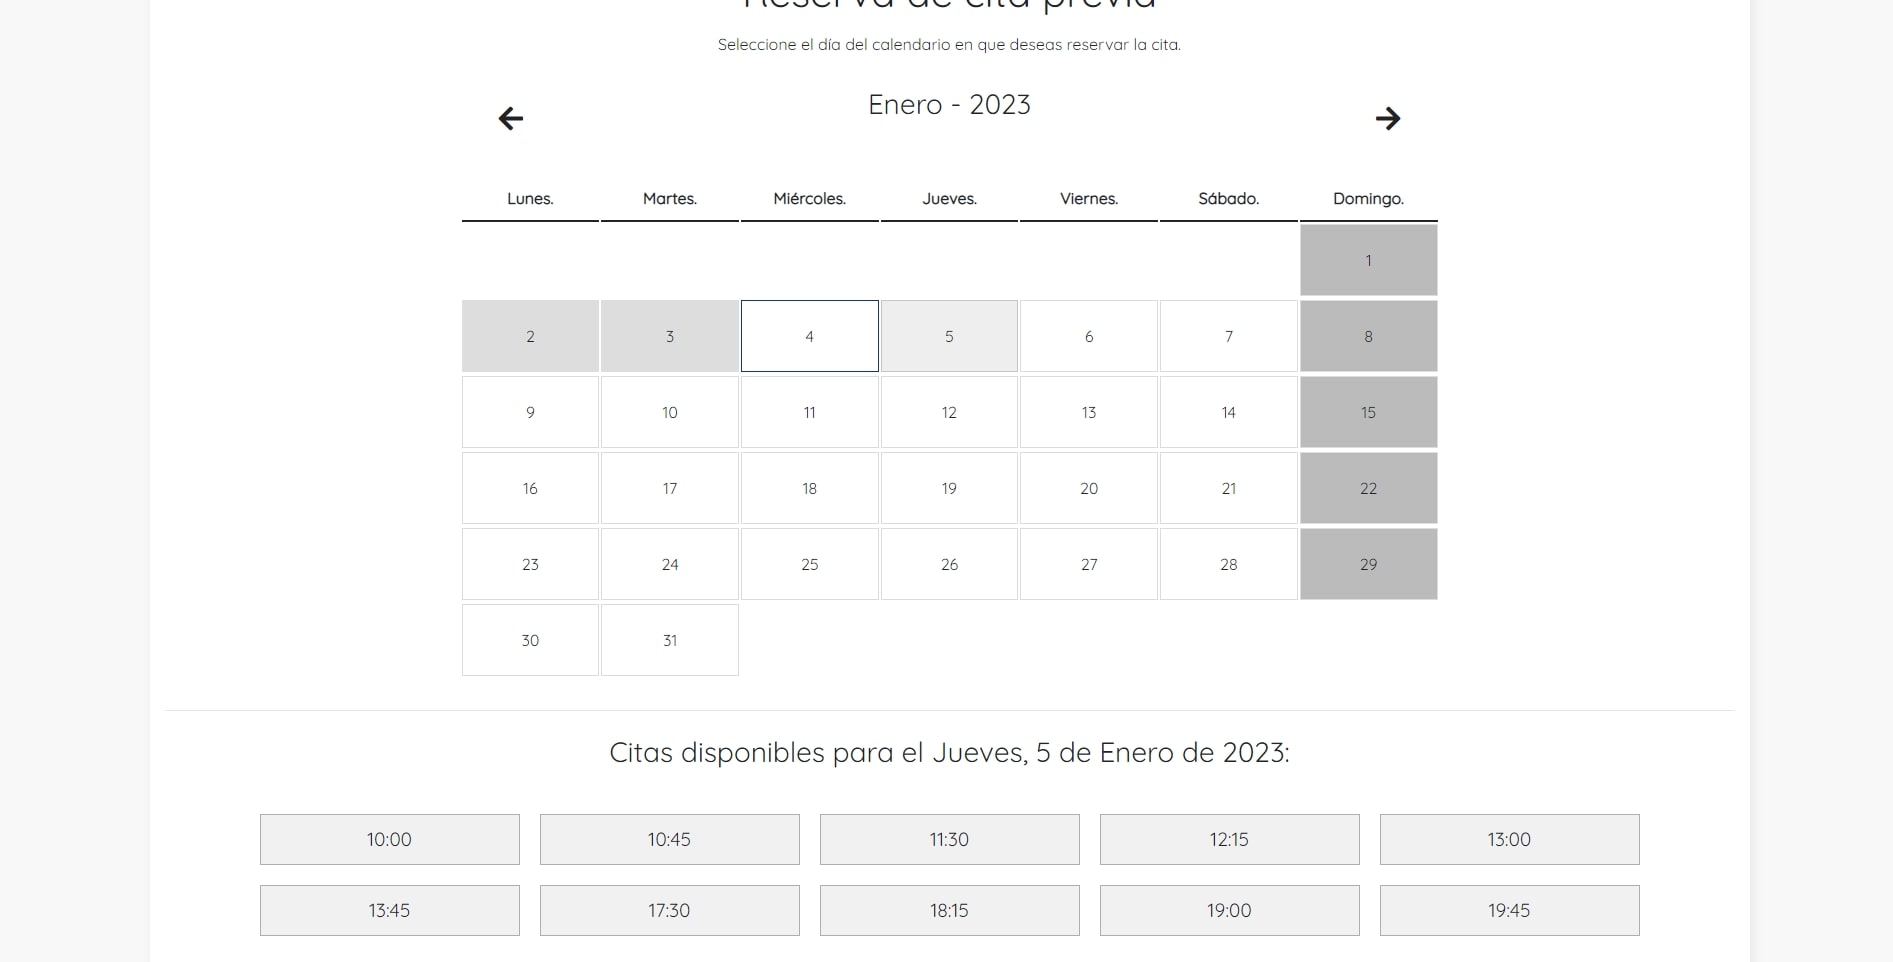 Reserva de cita previa
Seleccione el día del calendario en que deseas reservar la cita.
Enero - 2023
Lunes. Martes. Miércoles. Jueves. Viernes. Sábado. Domingo.
1
2 3 4 5 6 7 8
9 10 11 12 13 14 15
16 17 18 19 20 21 22
23 24 25 26 27 28 29
30 31
Citas disponibles para el Jueves, 5 de Enero de 2023:
10:00 10:45 11:30 12:15 13:00
13:45 17:30 18:15 19:00 19:45